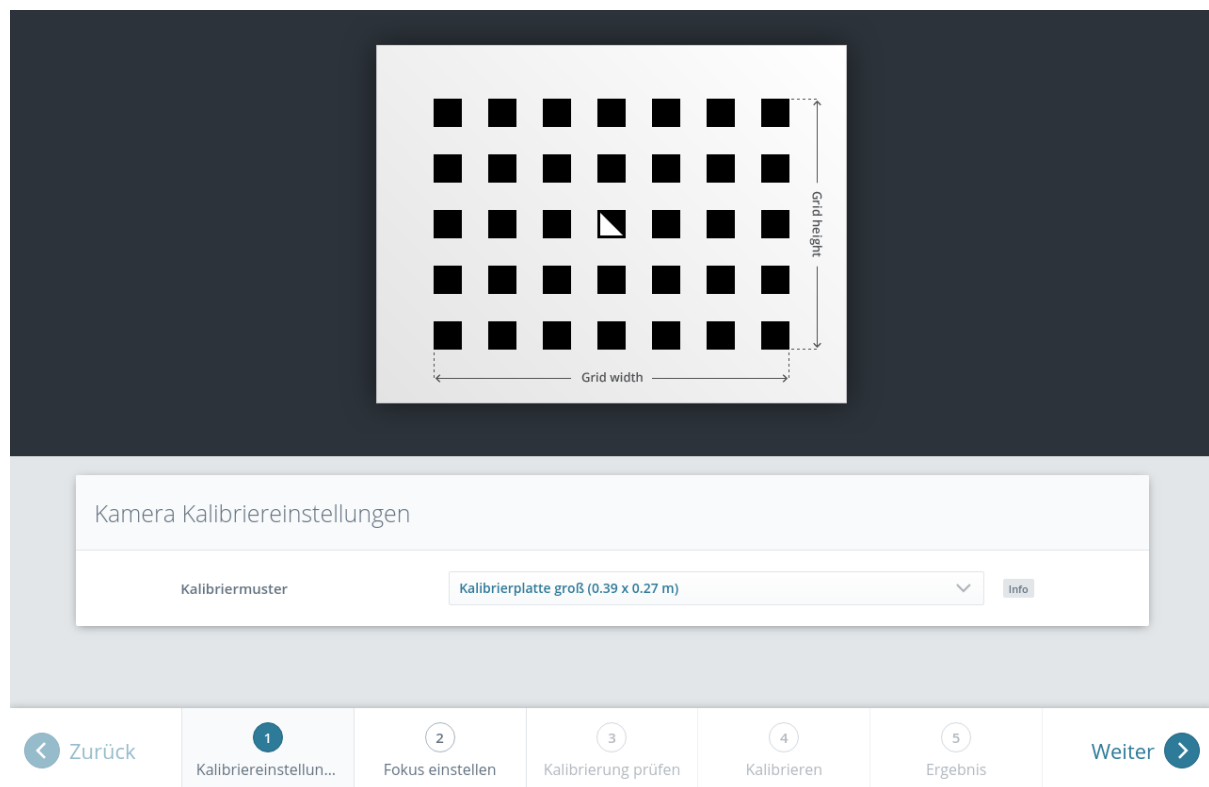 Grid height
Grid width
Kamera Kalibriereinstellungen
Kalibriermuster
Kalibrierplatte groß (0.39 x 0.27 m)
Info
Zurück
1
Kalibriereinstellun...
2
Fokus einstellen
3
Kalibrierung prüfen
4
Kalibrieren
5
Ergebnis
Weiter